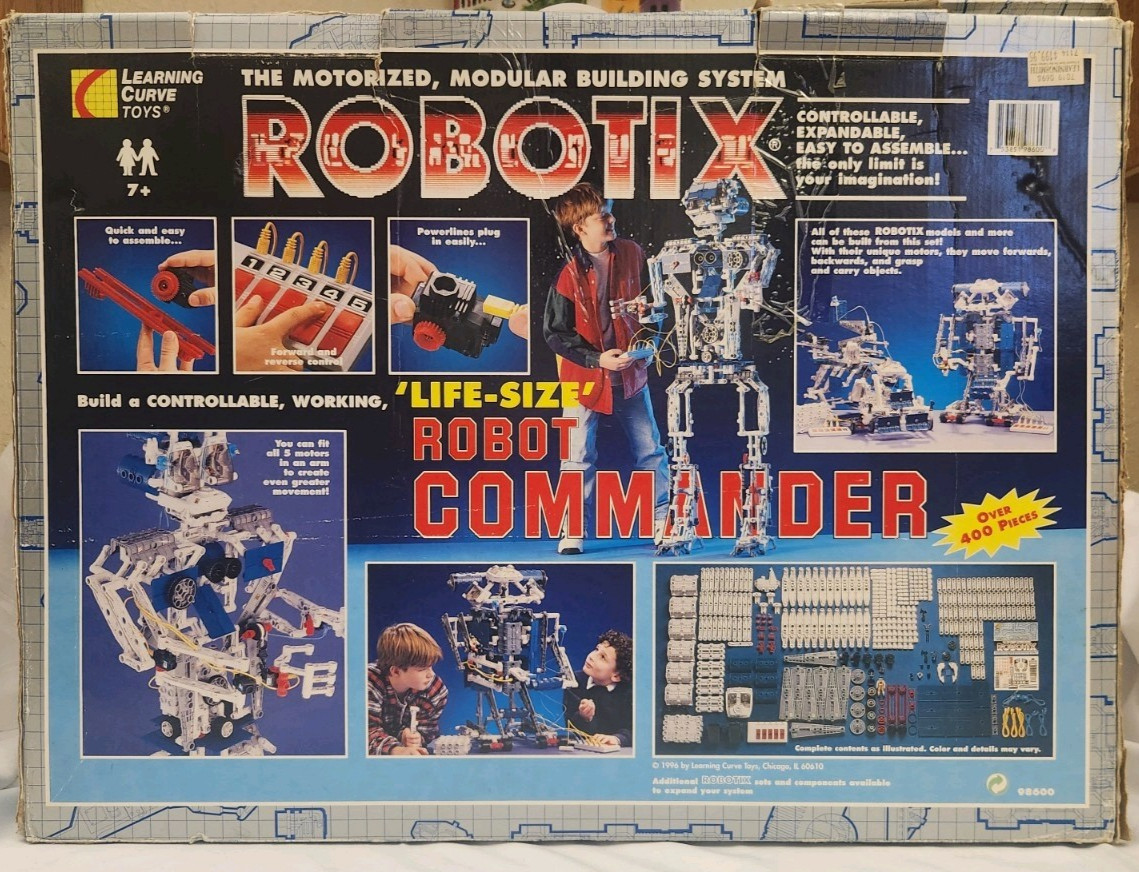 LEARNING
CURVE
TOYS®
7+
THE MOTORIZED, MODULAR BUILDING SYSTEM
ROBOTIX®
CONTROLLABLE,
EXPANDABLE,
EASY TO ASSEMBLE...
the only limit is
your imagination!
Quick and easy
to assemble...
1 2 3 4 5
Forward and
reverse control
Powerlines plug
in easily...
All of these ROBOTIX models and more
can be built from this set!
With their unique motors, they move forwards,
backwards, and grasp
and carry objects.
Build a CONTROLLABLE, WORKING, 'LIFE-SIZE'
ROBOT
COMMANDER
OVER
400 PIECES
You can fit
all 5 motors
in an arm
to create
even greater
movement!
Complete contents as illustrated. Color and details may vary.
© 1996 by Learning Curve Toys, Chicago, IL 60610
Additional ROBOTIX sets and components available
to expand your system
98600